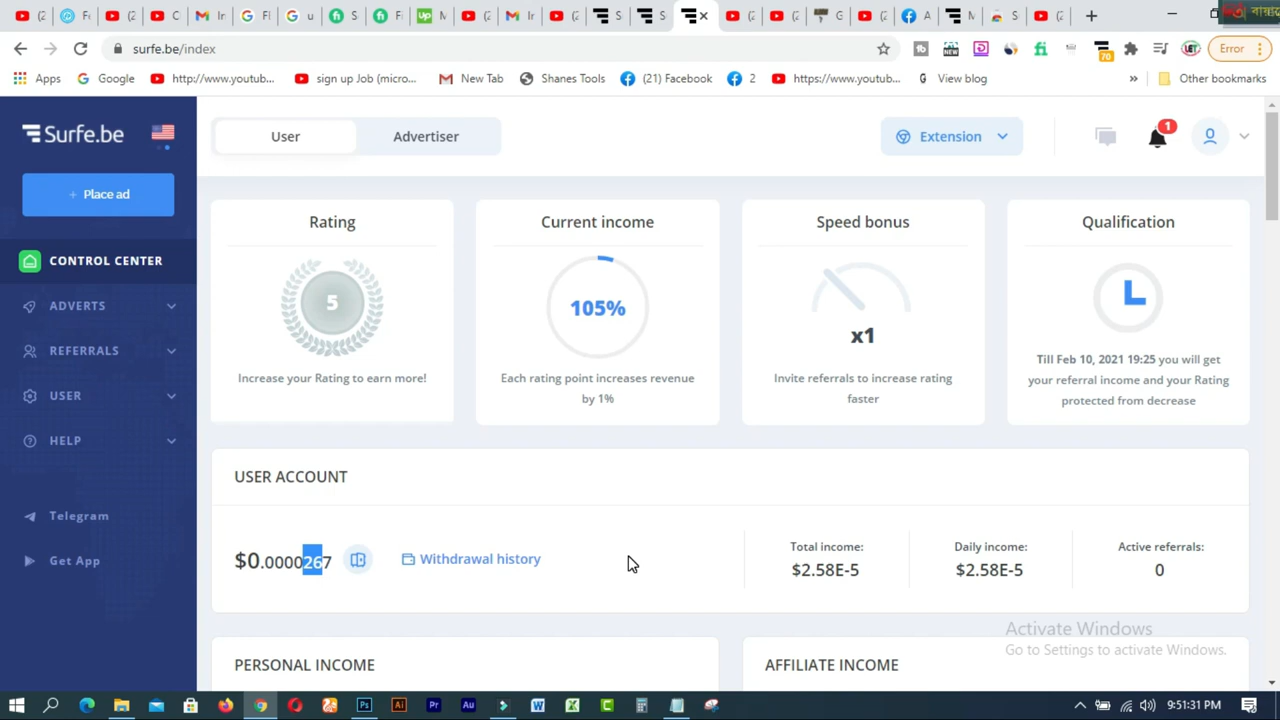 surfe.be/index
Error
70
Apps
Google
http://www.youtub...
sign up Job (micro...
New Tab
Shanes Tools
(21) Facebook
2
https://www.youtub...
View blog
»
Other bookmarks
Surfe.be
User
Advertiser
Extension
1
+ Place ad
CONTROL CENTER
ADVERTS
REFERRALS
USER
HELP
Telegram
Get App
Rating
5
Increase your Rating to earn more!
Current income
105%
Each rating point increases revenue
by 1%
Speed bonus
x1
Invite referrals to increase rating
faster
Qualification
Till Feb 10, 2021 19:25 you will get
your referral income and your Rating
protected from decrease
USER ACCOUNT
$0.0000267
Withdrawal history
Total income:
$2.58E-5
Daily income:
$2.58E-5
Active referrals:
0
Activate Windows
Go to Settings to activate Windows.
PERSONAL INCOME
AFFILIATE INCOME
9:51:31 PM